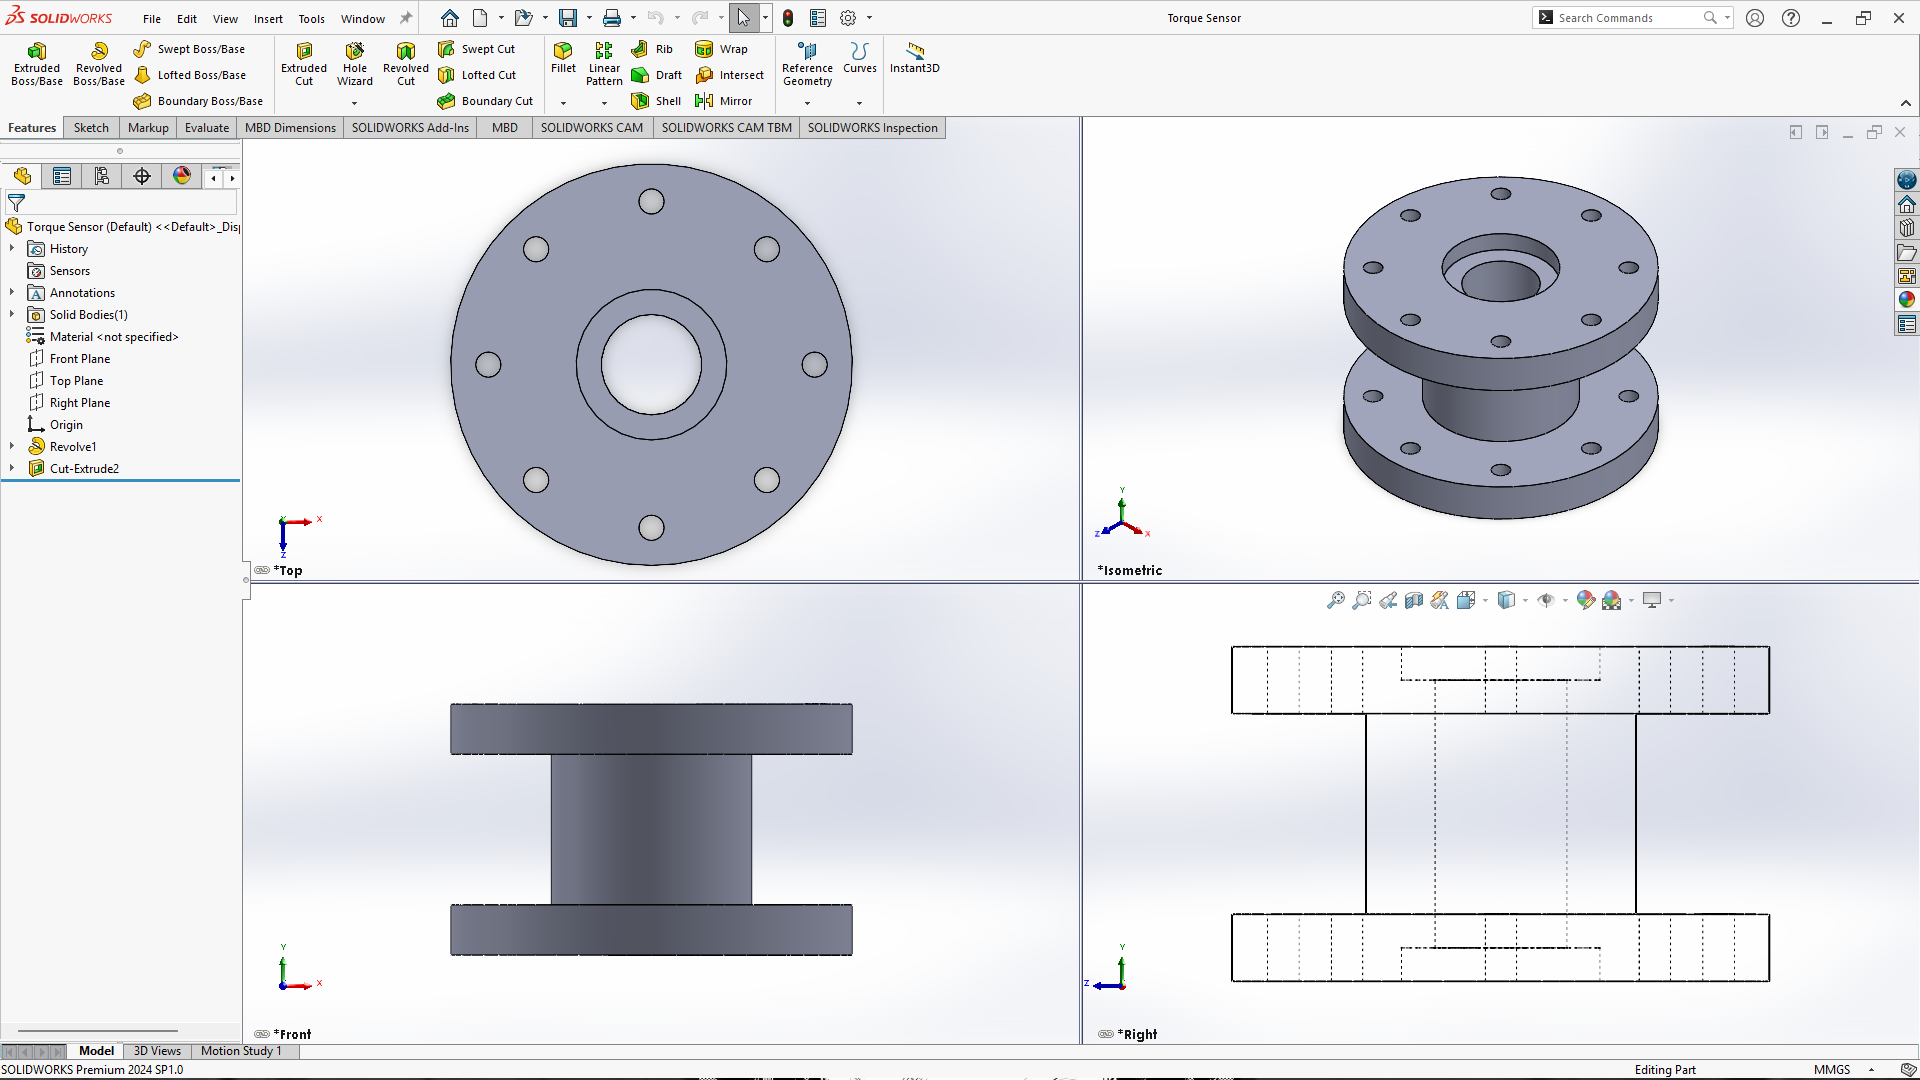 SOLIDWORKS File Edit View Insert Tools Window Torque Sensor Search Commands
Extruded Boss/Base
Revolved Boss/Base
Swept Boss/Base
Lofted Boss/Base
Boundary Boss/Base
Extruded Cut
Hole Wizard
Revolved Cut
Swept Cut
Lofted Cut
Boundary Cut
Fillet
Linear Pattern
Rib
Draft
Shell
Wrap
Intersect
Mirror
Reference Geometry
Curves
Instant3D
Features Sketch Markup Evaluate MBD Dimensions SOLIDWORKS Add-Ins MBD SOLIDWORKS CAM SOLIDWORKS CAM TBM SOLIDWORKS Inspection
Torque Sensor (Default) <<Default>_Disp
History
Sensors
Annotations
Solid Bodies(1)
Material <not specified>
Front Plane
Top Plane
Right Plane
Origin
Revolve1
Cut-Extrude2
Y X
Z
*Top
Y
Z X
*Isometric
Y
X
*Front
Y
Z
*Right
Model 3D Views Motion Study 1
SOLIDWORKS Premium 2024 SP1.0 Editing Part MMGS